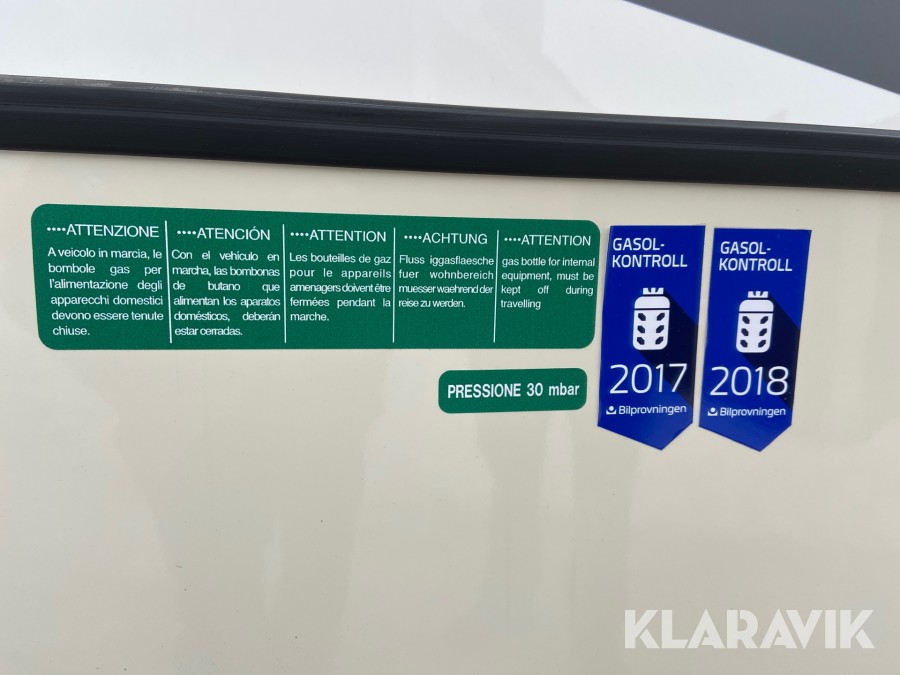 ••••ATTENZIONE
A veicolo in marcia, le
bombole gas per
l'alimentazione degli
apparecchi domestici
devono essere tenute
chiuse.
••••ATENCIÓN
Con el vehículo en
marcha, las bombonas
de butano que
alimentan los aparatos
domésticos, deberán
estar cerradas.
••••ATTENTION
Les bouteilles de gaz
pour le appareils
amenagers doivent être
fermées pendant la
marche.
••••ACHTUNG
Fluss iggasflaesche
fuer wohnbereich
muesser waehrend der
reise zu werden.
••••ATTENTION
gas bottle for internal
equipment, must be
kept off during
travelling
PRESSIONE 30 mbar
GASOL-
KONTROLL
2017
Bilprovningen
GASOL-
KONTROLL
2018
Bilprovningen
KLARAVIK